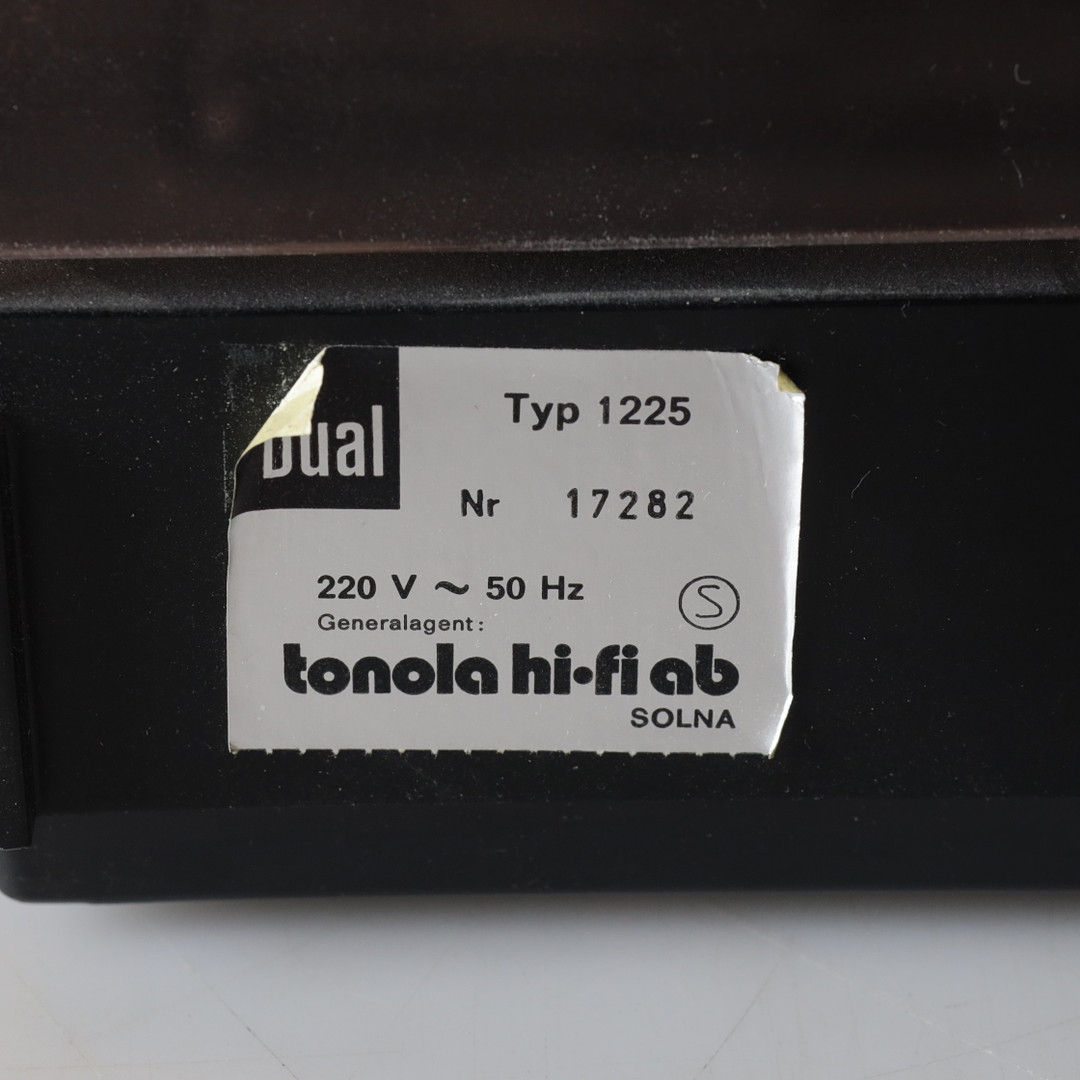 Dual
Typ 1225
Nr 17282
220 V ~ 50 Hz
S
Generalagent:
tonola hi•fi ab
SOLNA